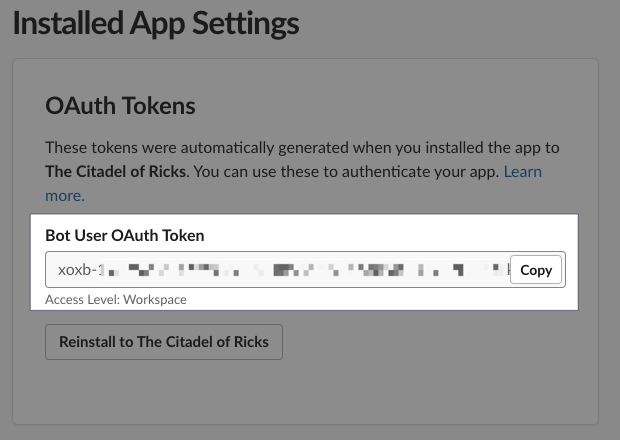 Installed App Settings
OAuth Tokens
These tokens were automatically generated when you installed the app to
The Citadel of Ricks. You can use these to authenticate your app. Learn
more.
Bot User OAuth Token
xoxb-
Copy
Access Level: Workspace
Reinstall to The Citadel of Ricks